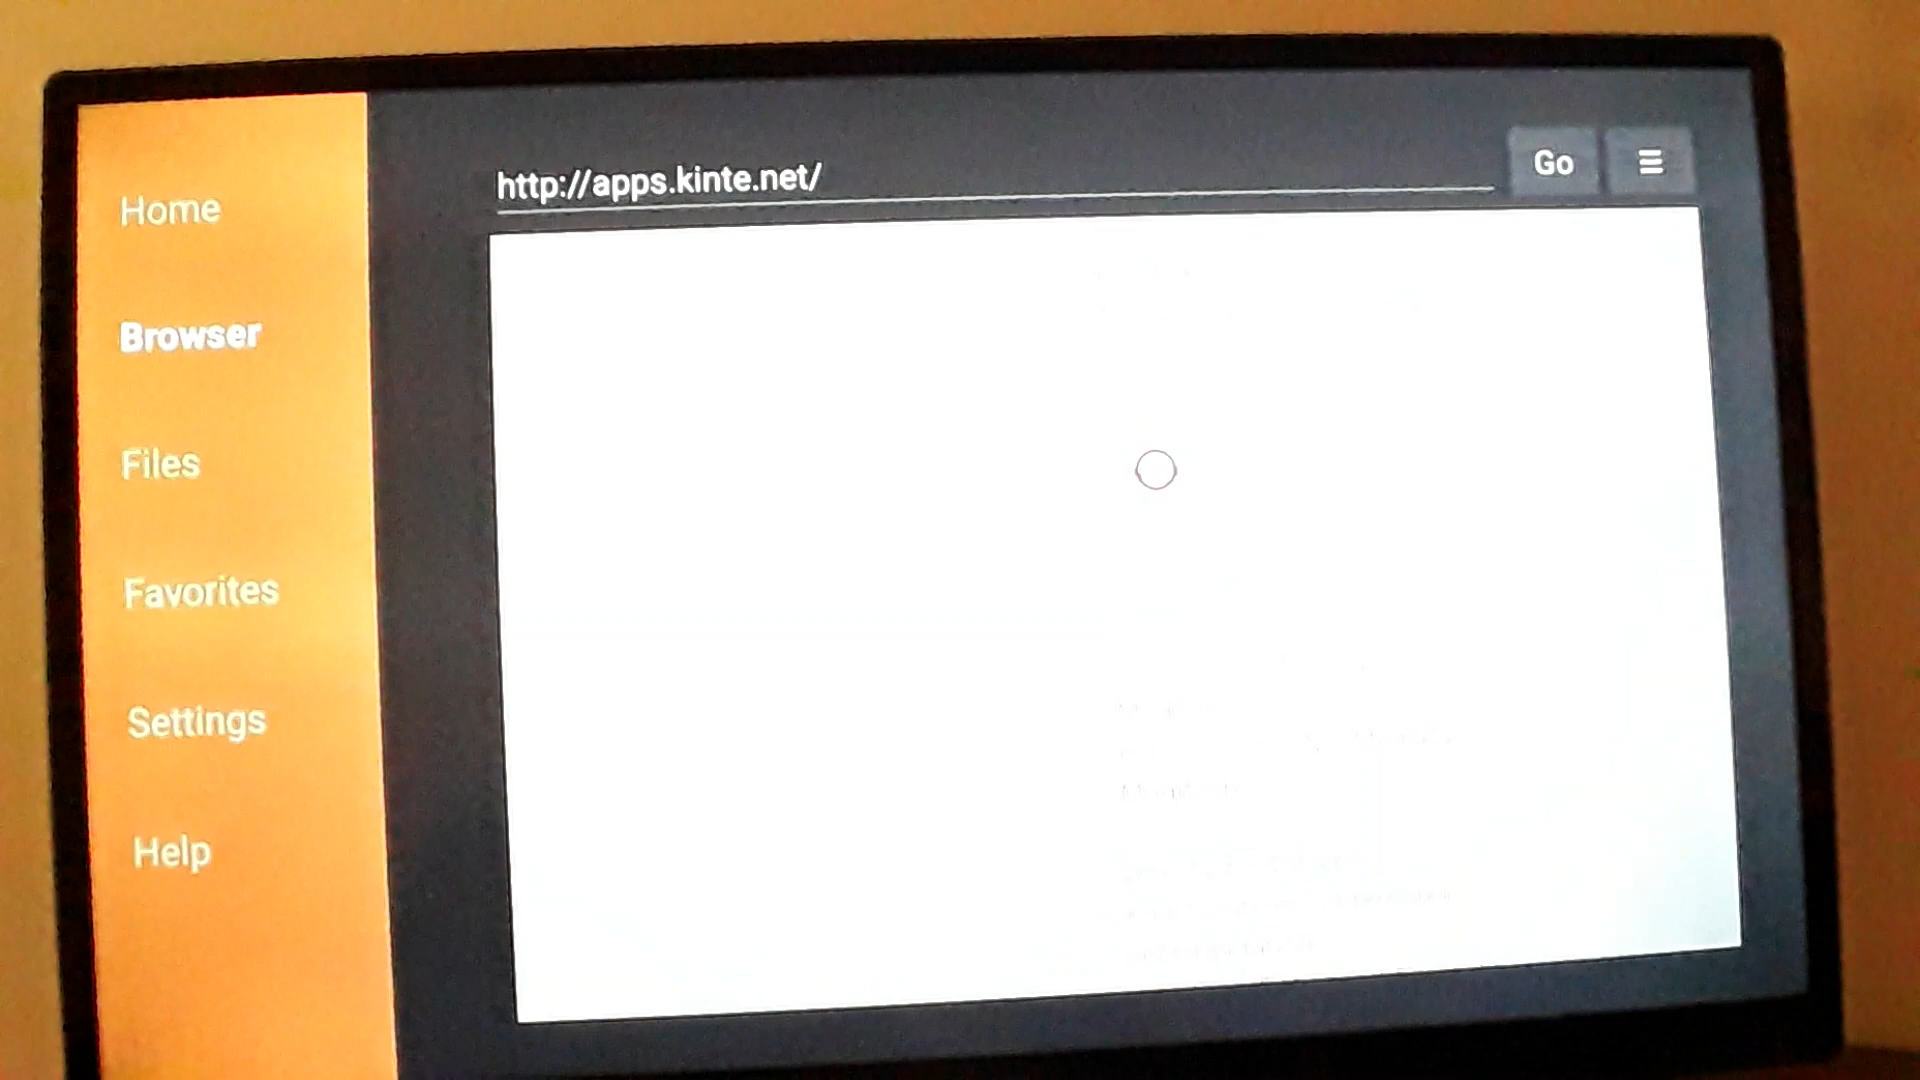 Home
Browser
Files
Favorites
Settings
Help
http://apps.kinte.net/
Go